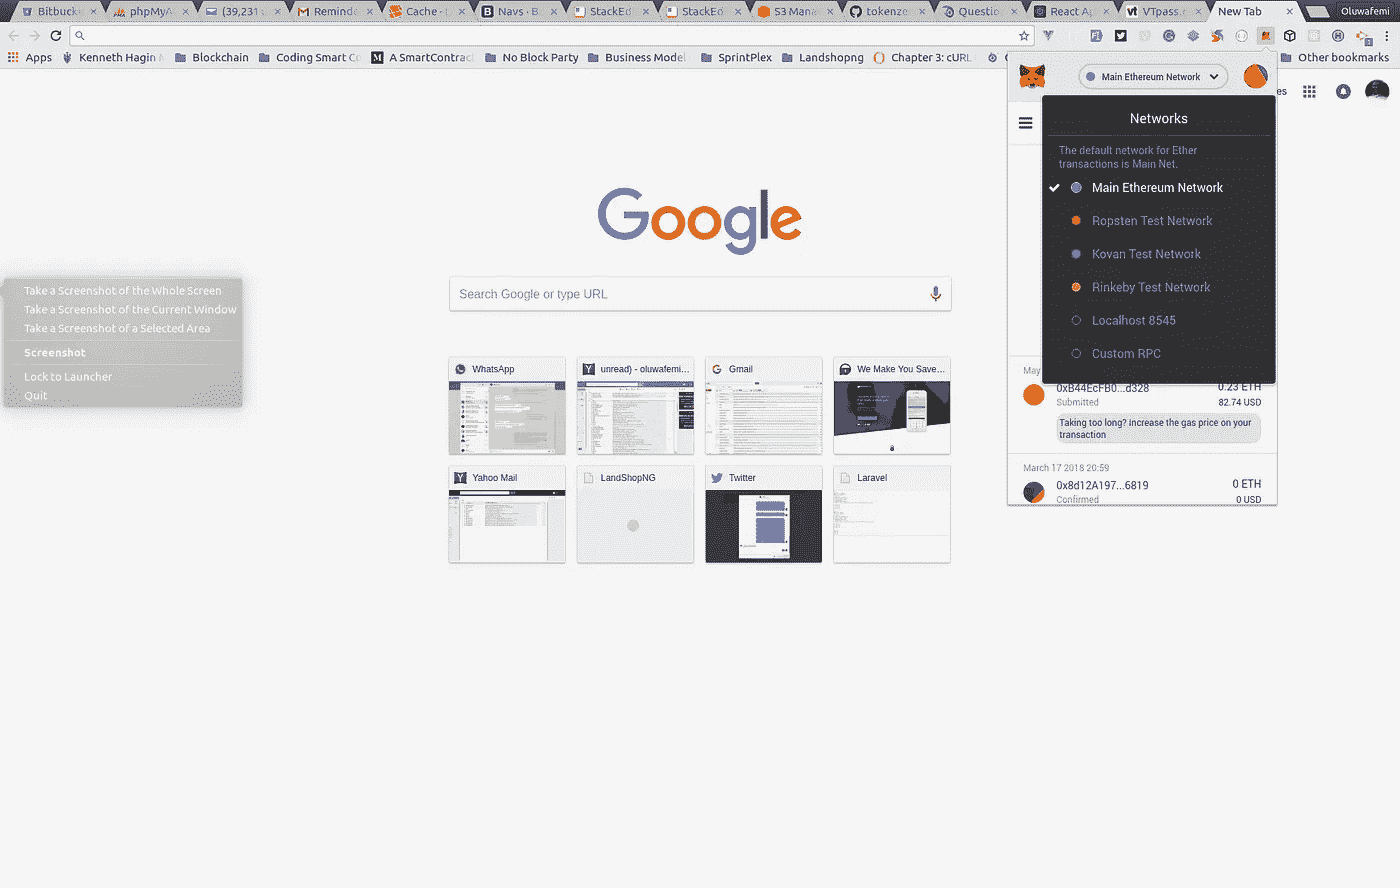 Bitbuck
phpMyA
(39,231
Reminde
Cache -
Navs · B
StackEd
StackEd
S3 Mana
tokenze
Questio
React Ap
VTpass.
New Tab
Oluwafemi
Apps
Kenneth Hagin
Blockchain
Coding Smart Co
A SmartContrac
No Block Party
Business Model
SprintPlex
Landshopng
Chapter 3: cURL
Other bookmarks
Main Ethereum Network
es
Networks
The default network for Ether
transactions is Main Net.
Main Ethereum Network
Ropsten Test Network
Kovan Test Network
Rinkeby Test Network
Localhost 8545
Custom RPC
May
0xB44EcFB0...d328
0.23 ETH
Submitted
82.74 USD
Taking too long? Increase the gas price on your
transaction
March 17 2018 20:59
0x8d12A197...6819
0 ETH
Confirmed
0 USD
Google
Search Google or type URL
Take a Screenshot of the Whole Screen
Take a Screenshot of the Current Window
Take a Screenshot of a Selected Area
Screenshot
Lock to Launcher
Quit
WhatsApp
unread) - oluwafemi...
Gmail
We Make You Save...
Yahoo Mail
LandShopNG
Twitter
Laravel